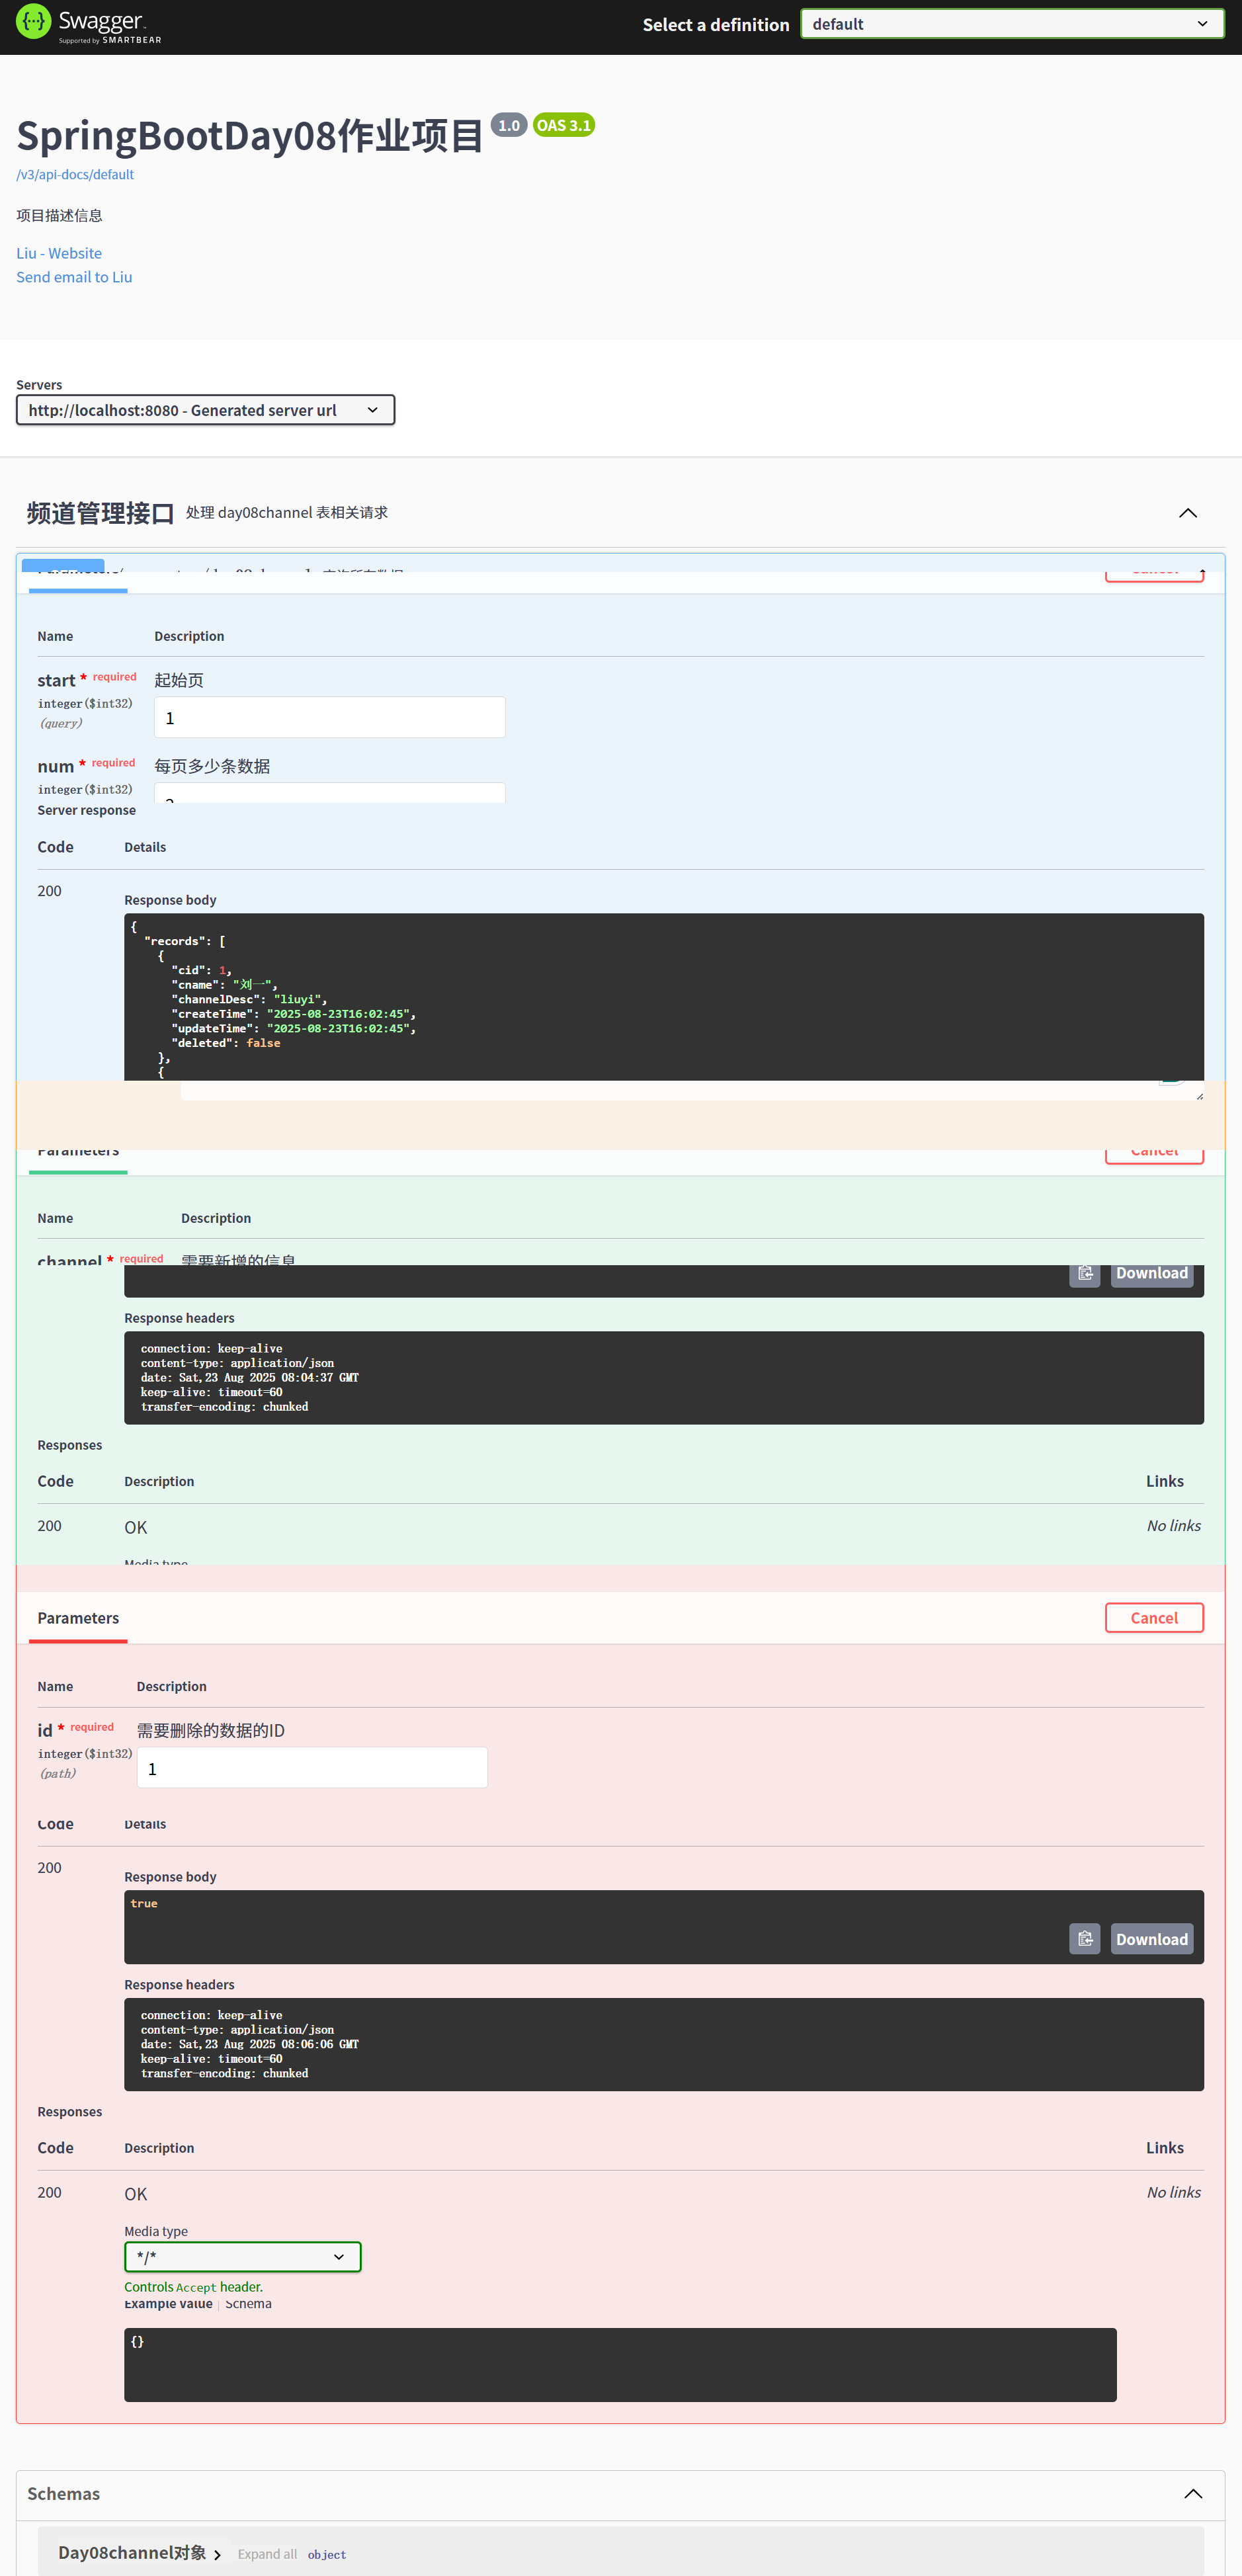 Swagger
Supported by SMARTBEAR
Select a definition
default
SpringBootDay08作业项目 1.0 OAS 3.1
/v3/api-docs/default
项目描述信息
Liu - Website
Send email to Liu
Servers
http://localhost:8080 - Generated server url
频道管理接口 处理 day08channel 表相关请求
Name Description
start * required 起始页
integer($int32)
(query)
1
num * required 每页多少条数据
integer($int32)
Server response
Code Details
200
Response body
{
"records": [
{
"cid": 1,
"cname": "刘一",
"channelDesc": "liuyi",
"createTime": "2025-08-23T16:02:45",
"updateTime": "2025-08-23T16:02:45",
"deleted": false
},
{
Parameters Cancel
Name Description
channel * required 需要新增的信息
Download
Response headers
connection: keep-alive
content-type: application/json
date: Sat,23 Aug 2025 08:04:37 GMT
keep-alive: timeout=60
transfer-encoding: chunked
Responses
Code Description Links
200 OK No links
Media type
Parameters Cancel
Name Description
id * required 需要删除的数据的ID
integer($int32)
(path)
1
Code Details
200
Response body
true
Download
Response headers
connection: keep-alive
content-type: application/json
date: Sat,23 Aug 2025 08:06:06 GMT
keep-alive: timeout=60
transfer-encoding: chunked
Responses
Code Description Links
200 OK No links
Media type
*/*
Controls Accept header.
Example Value Schema
{}
Schemas
Day08channel对象 Expand all object